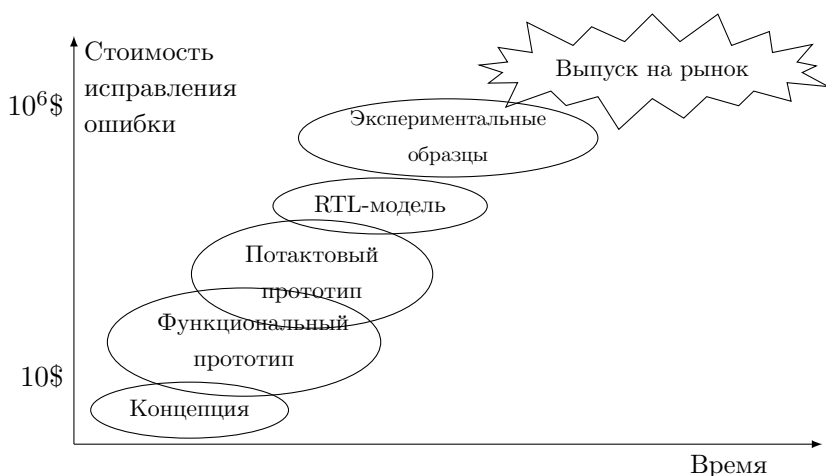 Стоимость
исправления
ошибки
10⁶$
Выпуск на рынок
Экспериментальные
образцы
RTL-модель
Потактовый
прототип
Функциональный
прототип
10$
Концепция
Время